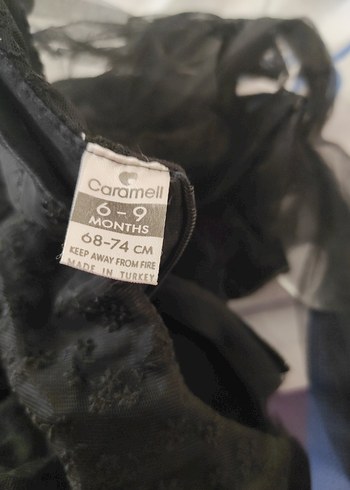 Caramell
6 - 9
MONTHS
68-74 CM
KEEP AWAY FROM FIRE
MADE IN TURKEY